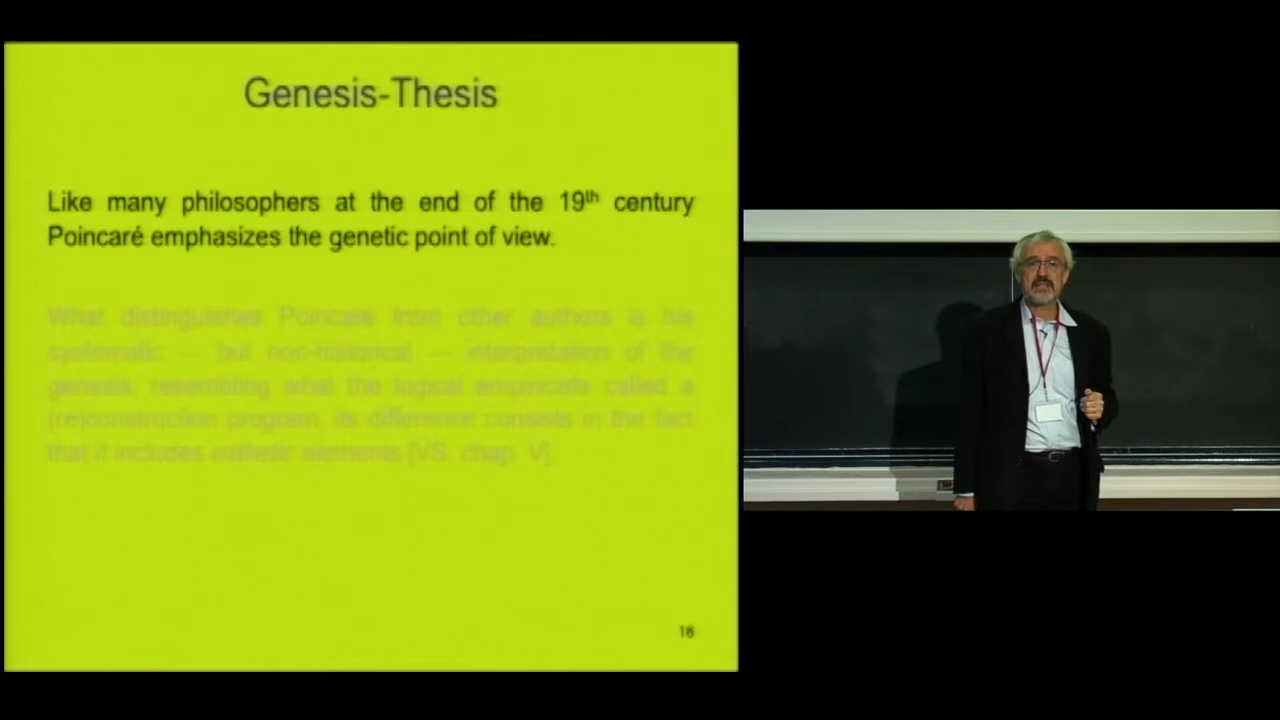 Genesis-Thesis
Like many philosophers at the end of the 19th century
Poincaré emphasizes the genetic point of view.
What distinguishes Poincaré from other authors is his
systematic — but non-historical — interpretation of the
genesis, resembling what the logical empiricists called a
(re)construction program. Its difference consists in the fact
that it includes esthetic elements [VS, chap. V].
16